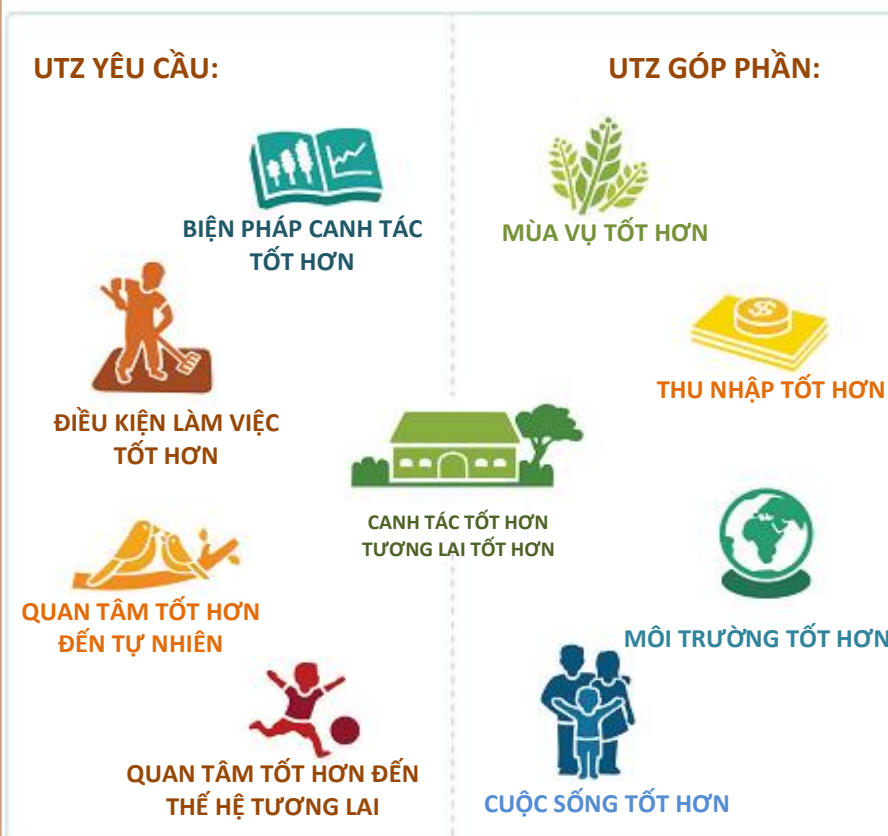 UTZ YÊU CẦU:
BIỆN PHÁP CANH TÁC
TỐT HƠN
ĐIỀU KIỆN LÀM VIỆC
TỐT HƠN
QUAN TÂM TỐT HƠN
ĐẾN TỰ NHIÊN
QUAN TÂM TỐT HƠN ĐẾN
THẾ HỆ TƯƠNG LAI
CANH TÁC TỐT HƠN
TƯƠNG LAI TỐT HƠN
UTZ GÓP PHẦN:
MÙA VỤ TỐT HƠN
$
THU NHẬP TỐT HƠN
MÔI TRƯỜNG TỐT HƠN
CUỘC SỐNG TỐT HƠN